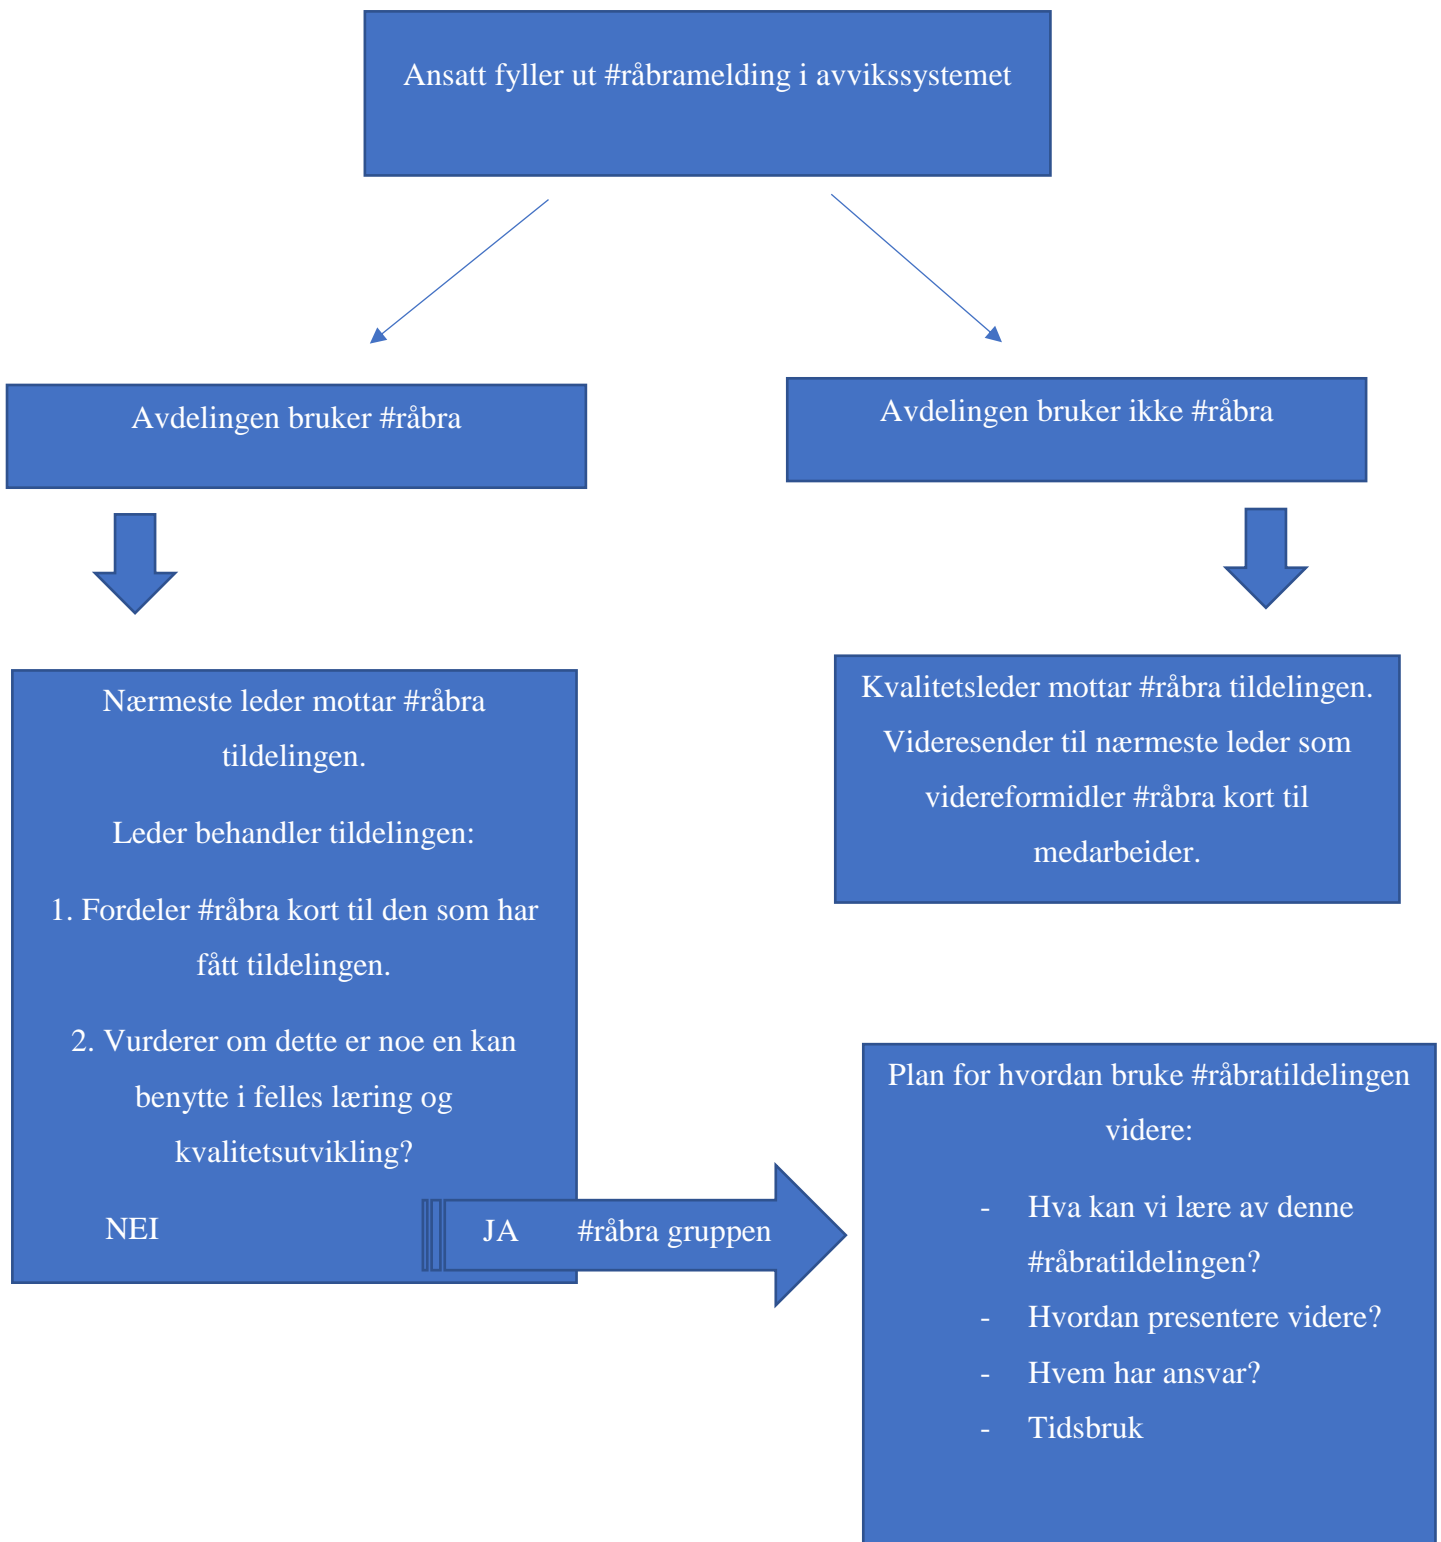 Ansatt fyller ut #råbramelding i avvikssystemet
Avdelingen bruker #råbra
Avdelingen bruker ikke #råbra
Nærmeste leder mottar #råbra
tildelingen.
Leder behandler tildelingen:
1. Fordeler #råbra kort til den som har
fått tildelingen.
2. Vurderer om dette er noe en kan
benytte i felles læring og
kvalitetsutvikling?
NEI
JA #råbra gruppen
Kvalitetsleder mottar #råbra tildelingen.
Videresender til nærmeste leder som
videreformidler #råbra kort til
medarbeider.
Plan for hvordan bruke #råbratildelingen
videre:
- Hva kan vi lære av denne
#råbratildelingen?
- Hvordan presentere videre?
- Hvem har ansvar?
- Tidsbruk